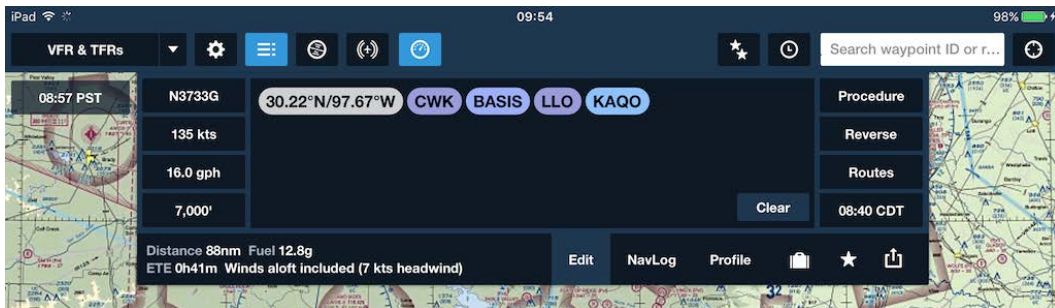 iPad 09:54 98%
VFR & TFRs Search waypoint ID or r...
08:57 PST N3733G 30.22°N/97.67°W CWK BASIS LLO KAQO Procedure
135 kts Reverse
16.0 gph Routes
7,000' Clear 08:40 CDT
Distance 88nm Fuel 12.8g
ETE 0h41m Winds aloft included (7 kts headwind) Edit NavLog Profile
Brady
32